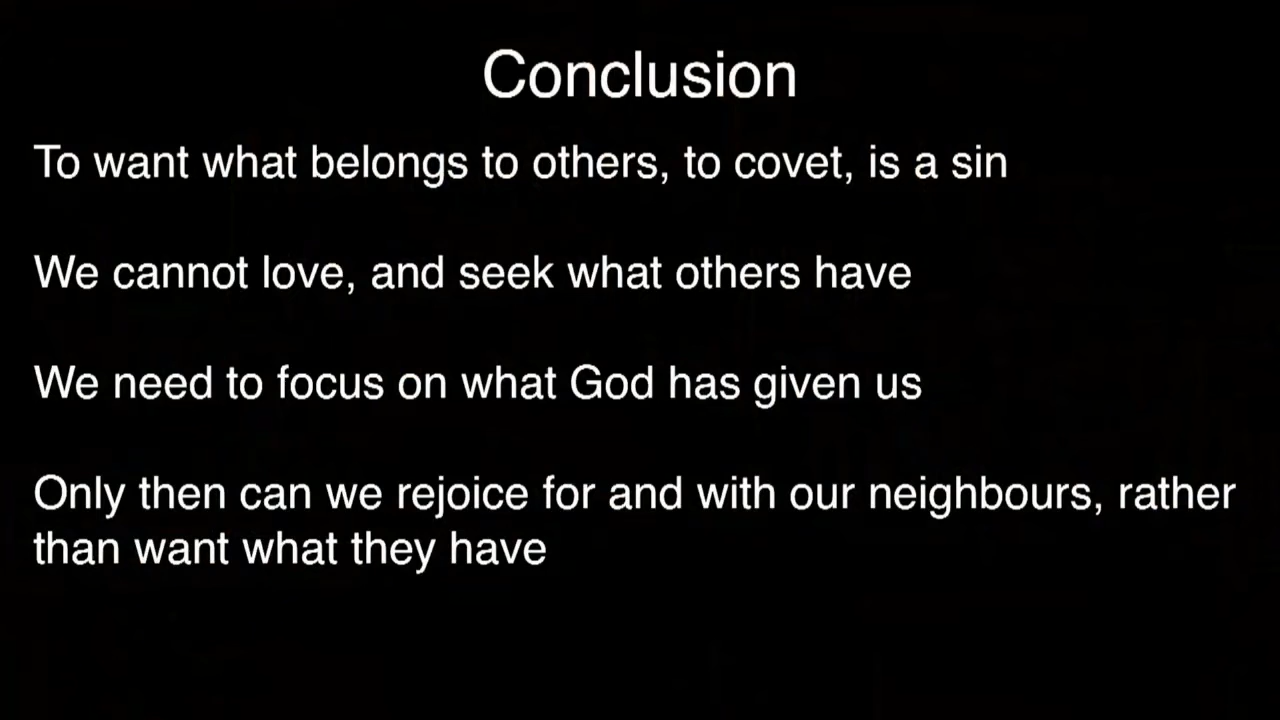 Conclusion
To want what belongs to others, to covet, is a sin
We cannot love, and seek what others have
We need to focus on what God has given us
Only then can we rejoice for and with our neighbours, rather
than want what they have